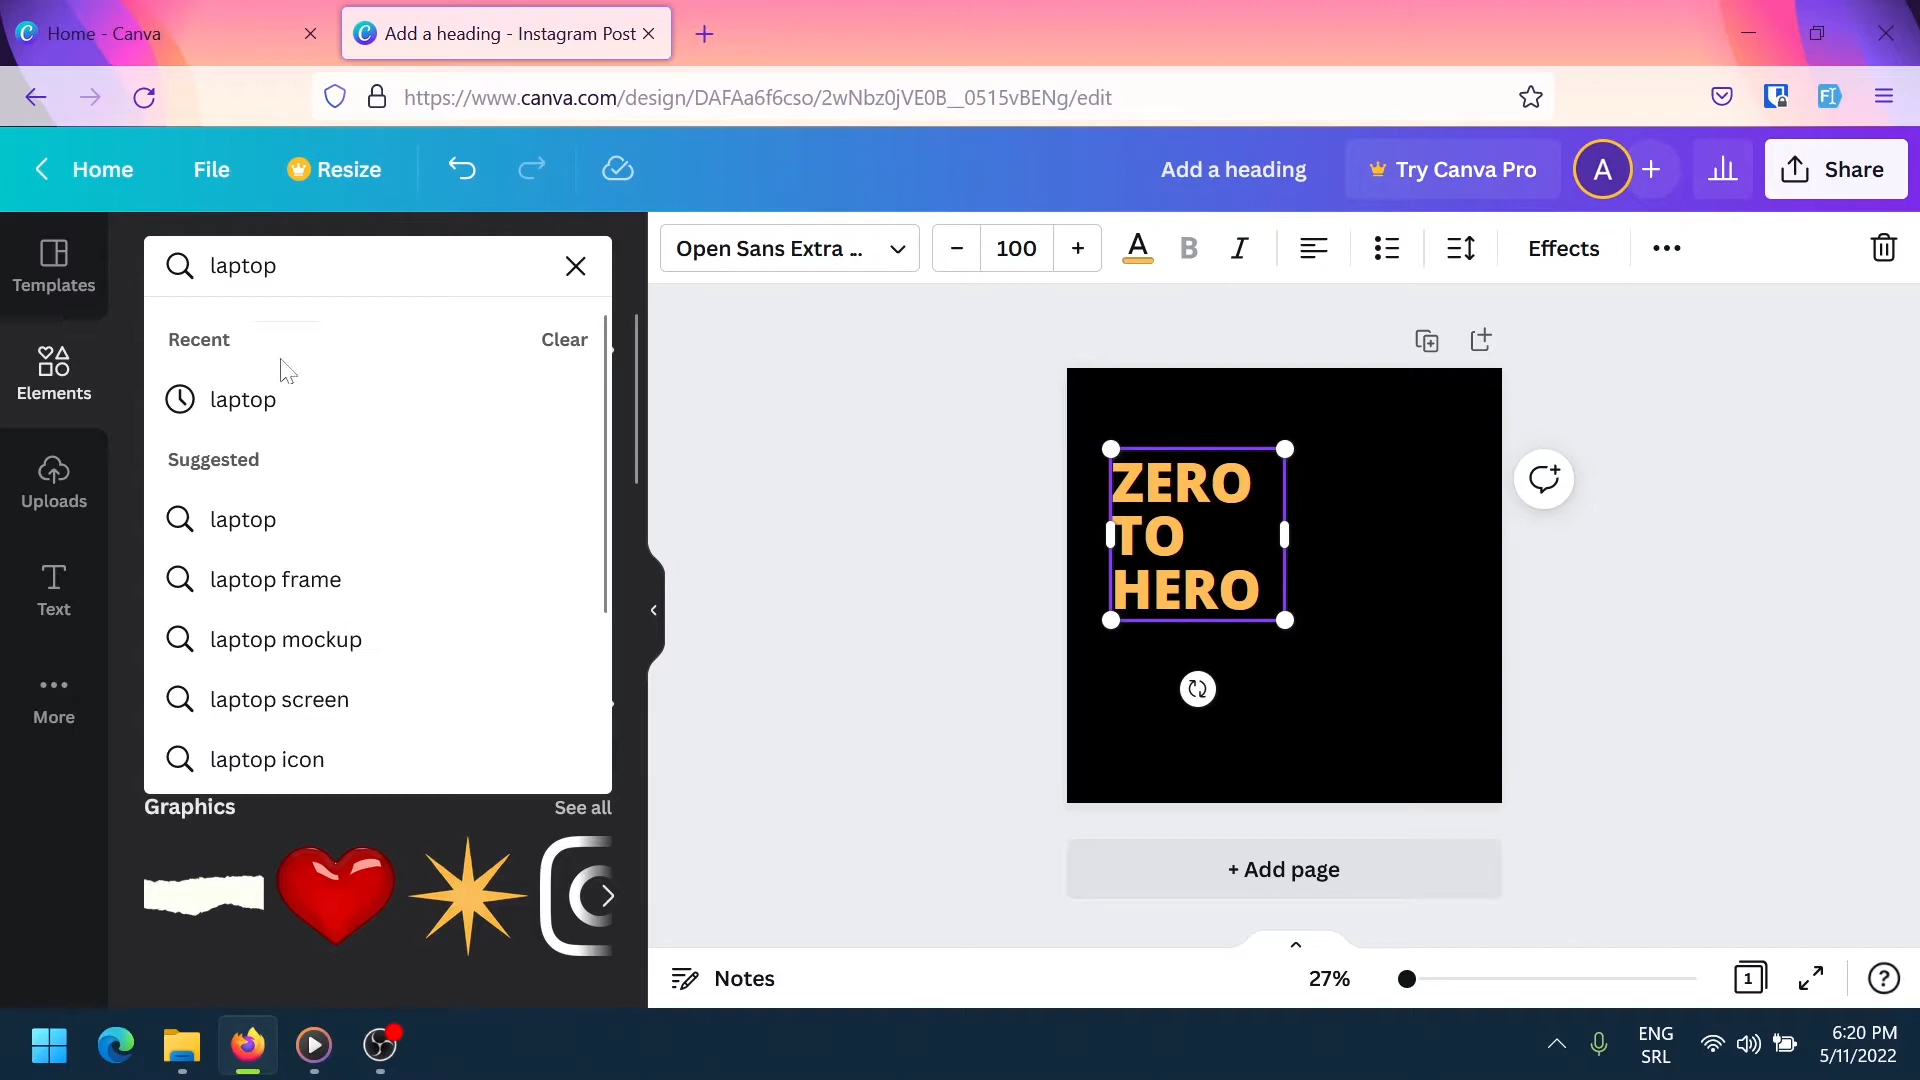 Home - Canva
Add a heading - Instagram Post
https://www.canva.com/design/DAFAa6f6cso/2wNbz0jVE0B__0515vBENg/edit
Home
File
Resize
Add a heading
Try Canva Pro
A
Share
Templates
Elements
Uploads
Text
More
laptop
Recent
Clear
laptop
Suggested
laptop
laptop frame
laptop mockup
laptop screen
laptop icon
Graphics
See all
Open Sans Extra ...
100
A
B
I
Effects
ZERO
TO
HERO
+ Add page
Notes
27%
1
ENG
SRL
6:20 PM
5/11/2022